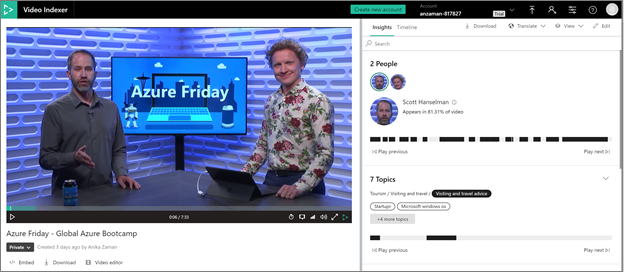 Video Indexer
Create new account
Account
anzaman-817827
Trial
Insights
Timeline
Download
Translate
View
Edit
Search
2 People
Scott Hanselman
Appears in 81.31% of video
Play previous
Play next
7 Topics
Tourism / Visiting and travel / Visiting and travel advice
Startups
Microsoft windows os
+4 more topics
Play previous
Play next
Azure Friday
0:06 / 7:33
Azure Friday - Global Azure Bootcamp
Private
Created 3 days ago by Anika Zaman
Embed
Download
Video editor